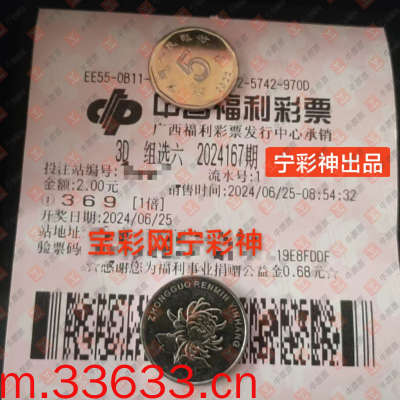 EE55-0B11-
2-5742-970D
中国福利彩票
广西福利彩票发行中心承销
5
3D 组选六 2024167期
宁彩神出品
投注站编号:
流水号:1
金额:2.00元
销售时间:2024/06/25-08:54:32
① 369 [1倍]
开奖日期:2024/06/25
站址
宝彩网宁彩神
验票码
19E8FDDF
☆感谢您为福利事业捐赠公益金0.68元☆
ZHONGGUO RENMIN YINHANG
m.33633.cn